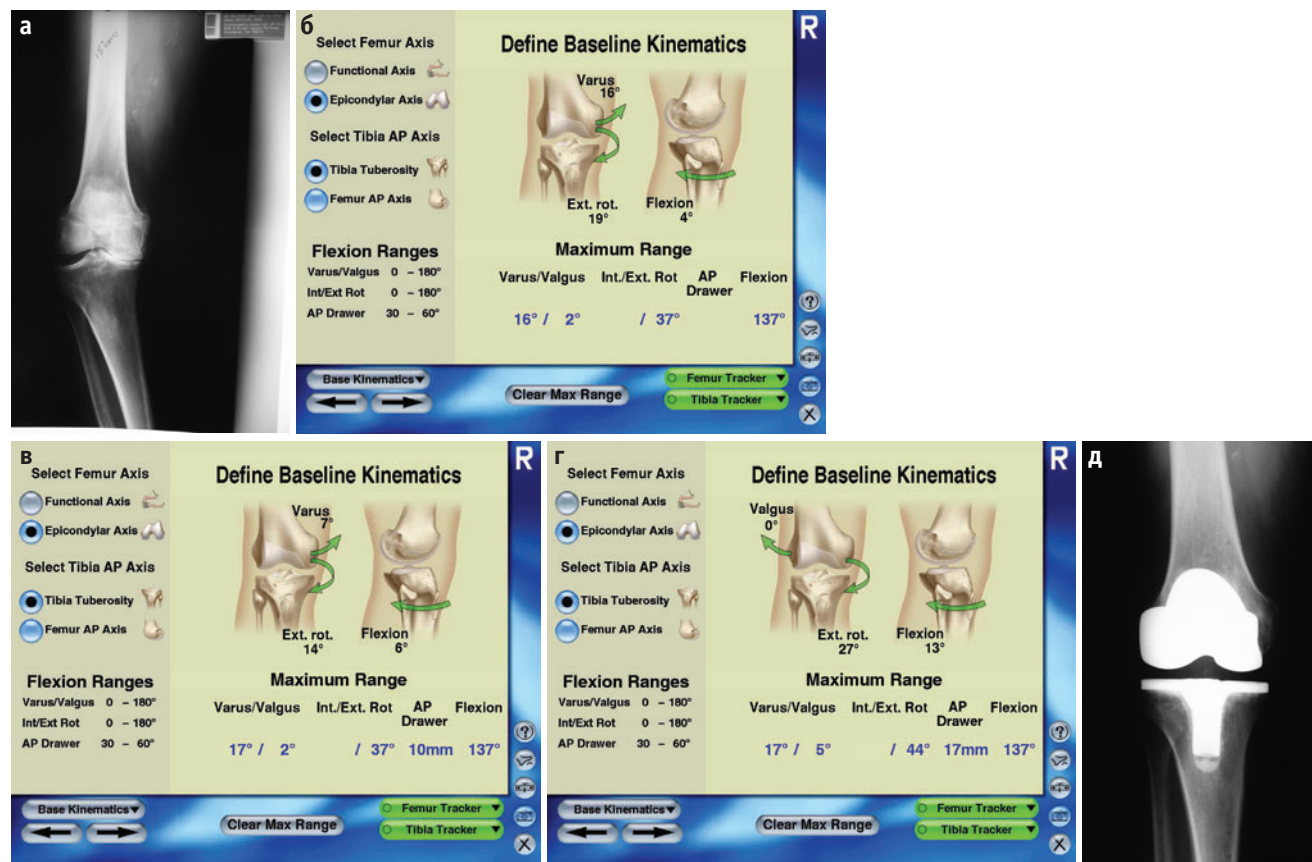 а
15° varus
б
R
Select Femur Axis
Functional Axis
Epicondylar Axis
Select Tibia AP Axis
Tibia Tuberosity
Femur AP Axis
Flexion Ranges
Varus/Valgus 0 – 180°
Int/Ext Rot 0 – 180°
AP Drawer 30 – 60°
Define Baseline Kinematics
Varus
16°
Ext. rot.
19°
Flexion
4°
Maximum Range
Varus/Valgus Int./Ext. Rot AP Drawer Flexion
16° / 2° / 37° 137°
Base Kinematics
Clear Max Range
Femur Tracker
Tibia Tracker
в
R
Select Femur Axis
Functional Axis
Epicondylar Axis
Select Tibia AP Axis
Tibia Tuberosity
Femur AP Axis
Flexion Ranges
Varus/Valgus 0 – 180°
Int/Ext Rot 0 – 180°
AP Drawer 30 – 60°
Define Baseline Kinematics
Varus
7°
Ext. rot.
14°
Flexion
6°
Maximum Range
Varus/Valgus Int./Ext. Rot AP Drawer Flexion
17° / 2° / 37° 10mm 137°
Base Kinematics
Clear Max Range
Femur Tracker
Tibia Tracker
г
R
Select Femur Axis
Functional Axis
Epicondylar Axis
Select Tibia AP Axis
Tibia Tuberosity
Femur AP Axis
Flexion Ranges
Varus/Valgus 0 – 180°
Int/Ext Rot 0 – 180°
AP Drawer 30 – 60°
Define Baseline Kinematics
Valgus
0°
Ext. rot.
27°
Flexion
13°
Maximum Range
Varus/Valgus Int./Ext. Rot AP Drawer Flexion
17° / 5° / 44° 17mm 137°
Base Kinematics
Clear Max Range
Femur Tracker
Tibia Tracker
д